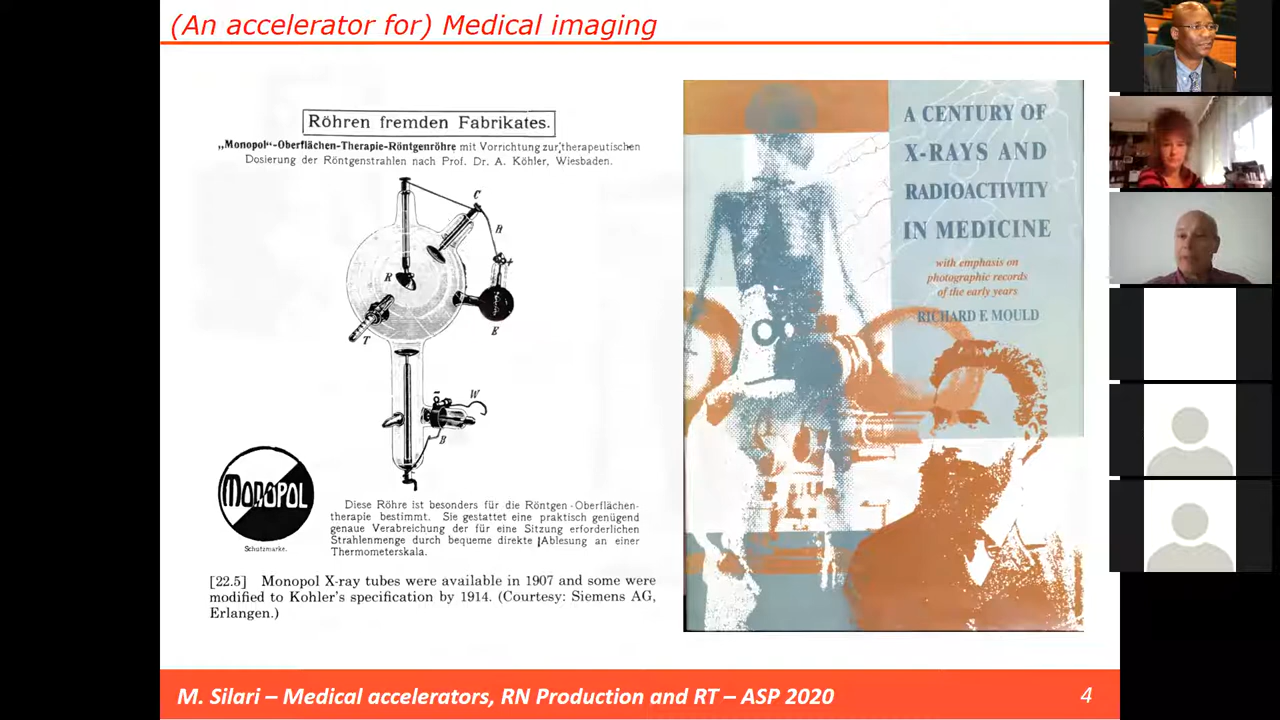 (An accelerator for) Medical imaging
Röhren fremden Fabrikates.
„Monopol“-Oberflächen-Therapie-Röntgenröhre mit Vorrichtung zur therapeutischen
Dosierung der Röntgenstrahlen nach Prof. Dr. A. Köhler, Wiesbaden.
C
H
R
+
E
T
-
W
B
MONOPOL
Schutzmarke.
Diese Röhre ist besonders für die Röntgen-Oberflächen-
therapie bestimmt. Sie gestattet eine praktisch genügend
genaue Verabreichung der für eine Sitzung erforderlichen
Strahlenmenge durch bequeme direkte Ablesung an einer
Thermometerskala.
[22.5] Monopol X-ray tubes were available in 1907 and some were
modified to Kohler's specification by 1914. (Courtesy: Siemens AG,
Erlangen.)
A CENTURY OF
X-RAYS AND
RADIOACTIVITY
IN MEDICINE
with emphasis on
photographic records
of the early years
RICHARD F. MOULD
M. Silari – Medical accelerators, RN Production and RT – ASP 2020
4